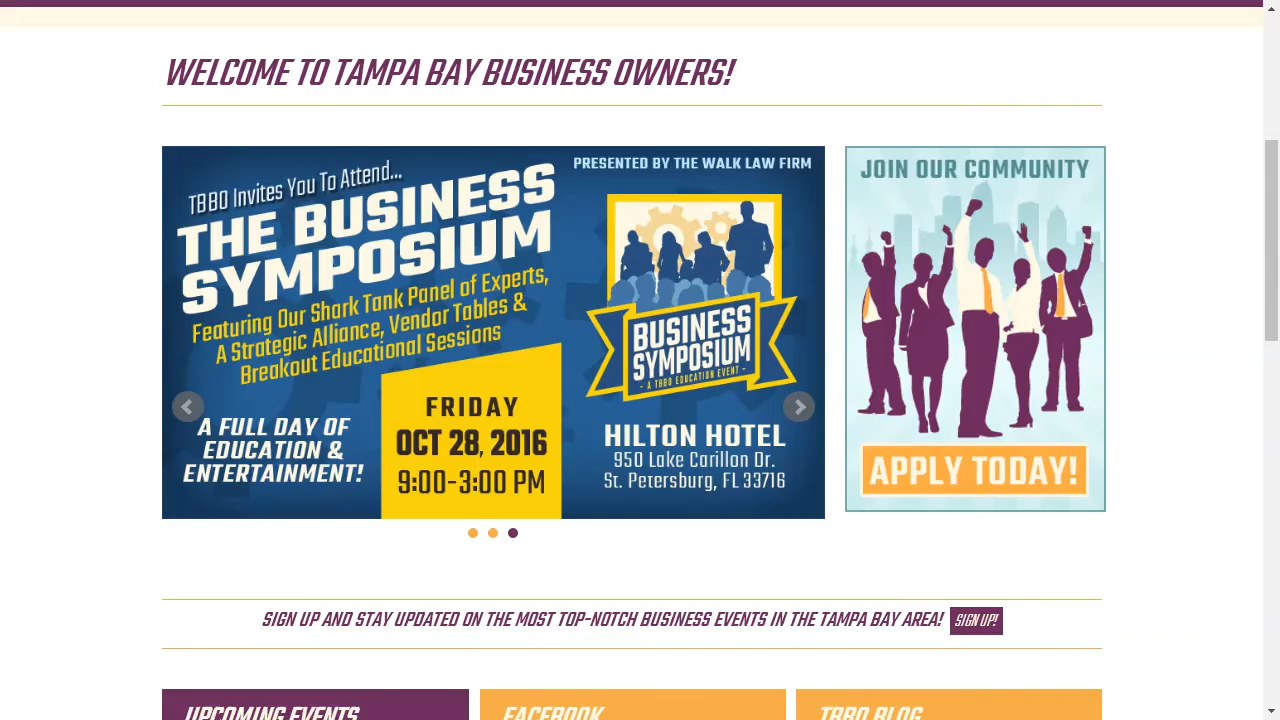 WELCOME TO TAMPA BAY BUSINESS OWNERS!
TBBO Invites You To Attend...
THE BUSINESS
SYMPOSIUM
Featuring Our Shark Tank Panel of Experts,
A Strategic Alliance, Vendor Tables &
Breakout Educational Sessions
A FULL DAY OF
EDUCATION &
ENTERTAINMENT!
FRIDAY
OCT 28, 2016
9:00-3:00 PM
PRESENTED BY THE WALK LAW FIRM
BUSINESS
SYMPOSIUM
- A TBBO EDUCATION EVENT -
HILTON HOTEL
950 Lake Carillon Dr.
St. Petersburg, FL 33716
JOIN OUR COMMUNITY
APPLY TODAY!
SIGN UP AND STAY UPDATED ON THE MOST TOP-NOTCH BUSINESS EVENTS IN THE TAMPA BAY AREA! SIGN UP!
UPCOMING EVENTS
FACEBOOK
TBBO BLOG